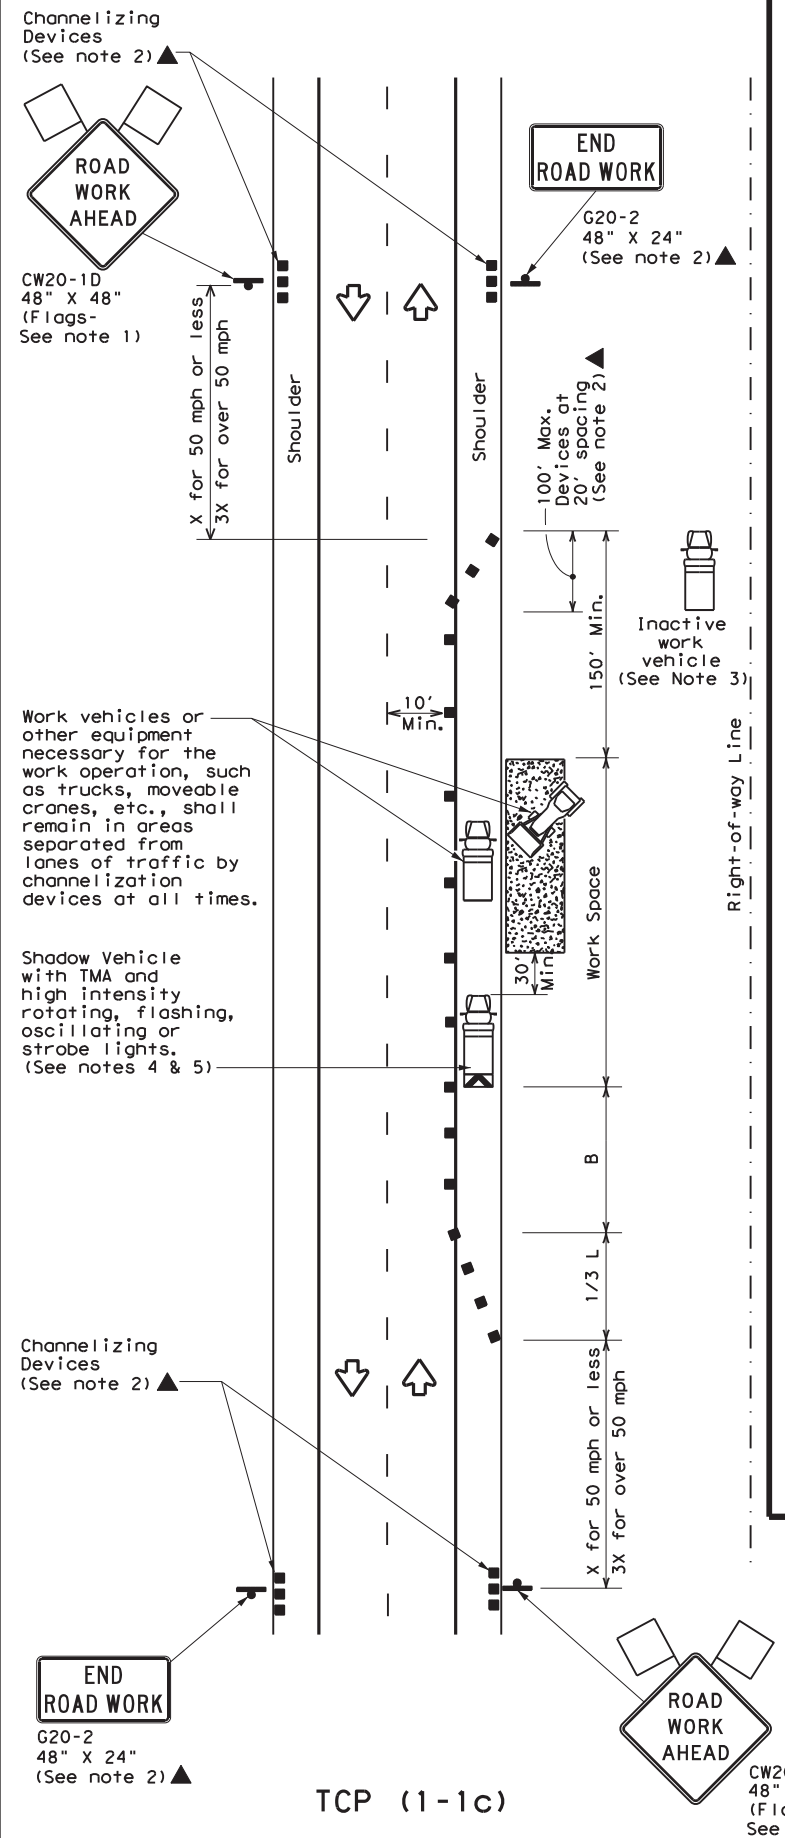 Channelizing
Devices
(See note 2)▲
ROAD
WORK
AHEAD
CW20-1D
48" X 48"
(Flags-
See note 1)
END
ROAD WORK
G20-2
48" X 24"
(See note 2)▲
X for 50 mph or less
3X for over 50 mph
Shoulder
Shoulder
100' Max.
Devices at
20' spacing
(See note 2)▲
150' Min.
Inactive
work
vehicle
(See Note 3)
10'
Min.
Right-of-way Line
Work vehicles or
other equipment
necessary for the
work operation, such
as trucks, moveable
cranes, etc., shall
remain in areas
separated from
lanes of traffic by
channelization
devices at all times.
Work Space
30'
Min.
Shadow Vehicle
with TMA and
high intensity
rotating, flashing,
oscillating or
strobe lights.
(See notes 4 & 5)
B
1/3 L
Channelizing
Devices
(See note 2)▲
X for 50 mph or less
3X for over 50 mph
END
ROAD WORK
G20-2
48" X 24"
(See note 2)▲
ROAD
WORK
AHEAD
48"
See
TCP (1-1c)